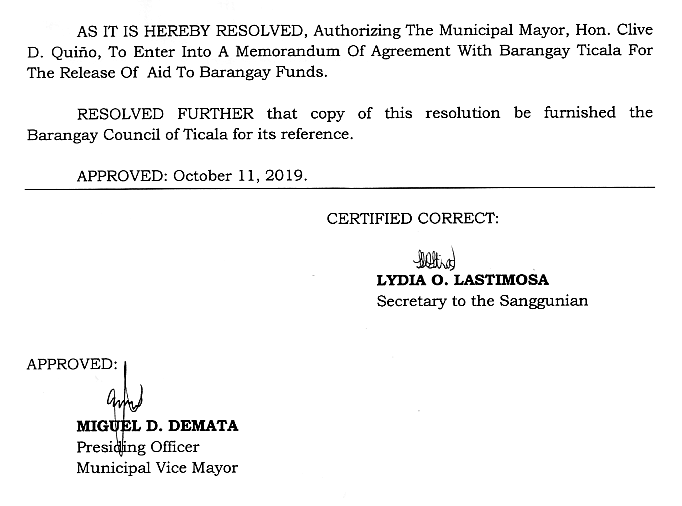 AS IT IS HEREBY RESOLVED, Authorizing The Municipal Mayor, Hon. Clive
D. Quiño, To Enter Into A Memorandum Of Agreement With Barangay Ticala For
The Release Of Aid To Barangay Funds.
RESOLVED FURTHER that copy of this resolution be furnished the
Barangay Council of Ticala for its reference.
APPROVED: October 11, 2019.
CERTIFIED CORRECT:
LYDIA O. LASTIMOSA
Secretary to the Sanggunian
APPROVED:
MIGUEL D. DEMATA
Presiding Officer
Municipal Vice Mayor